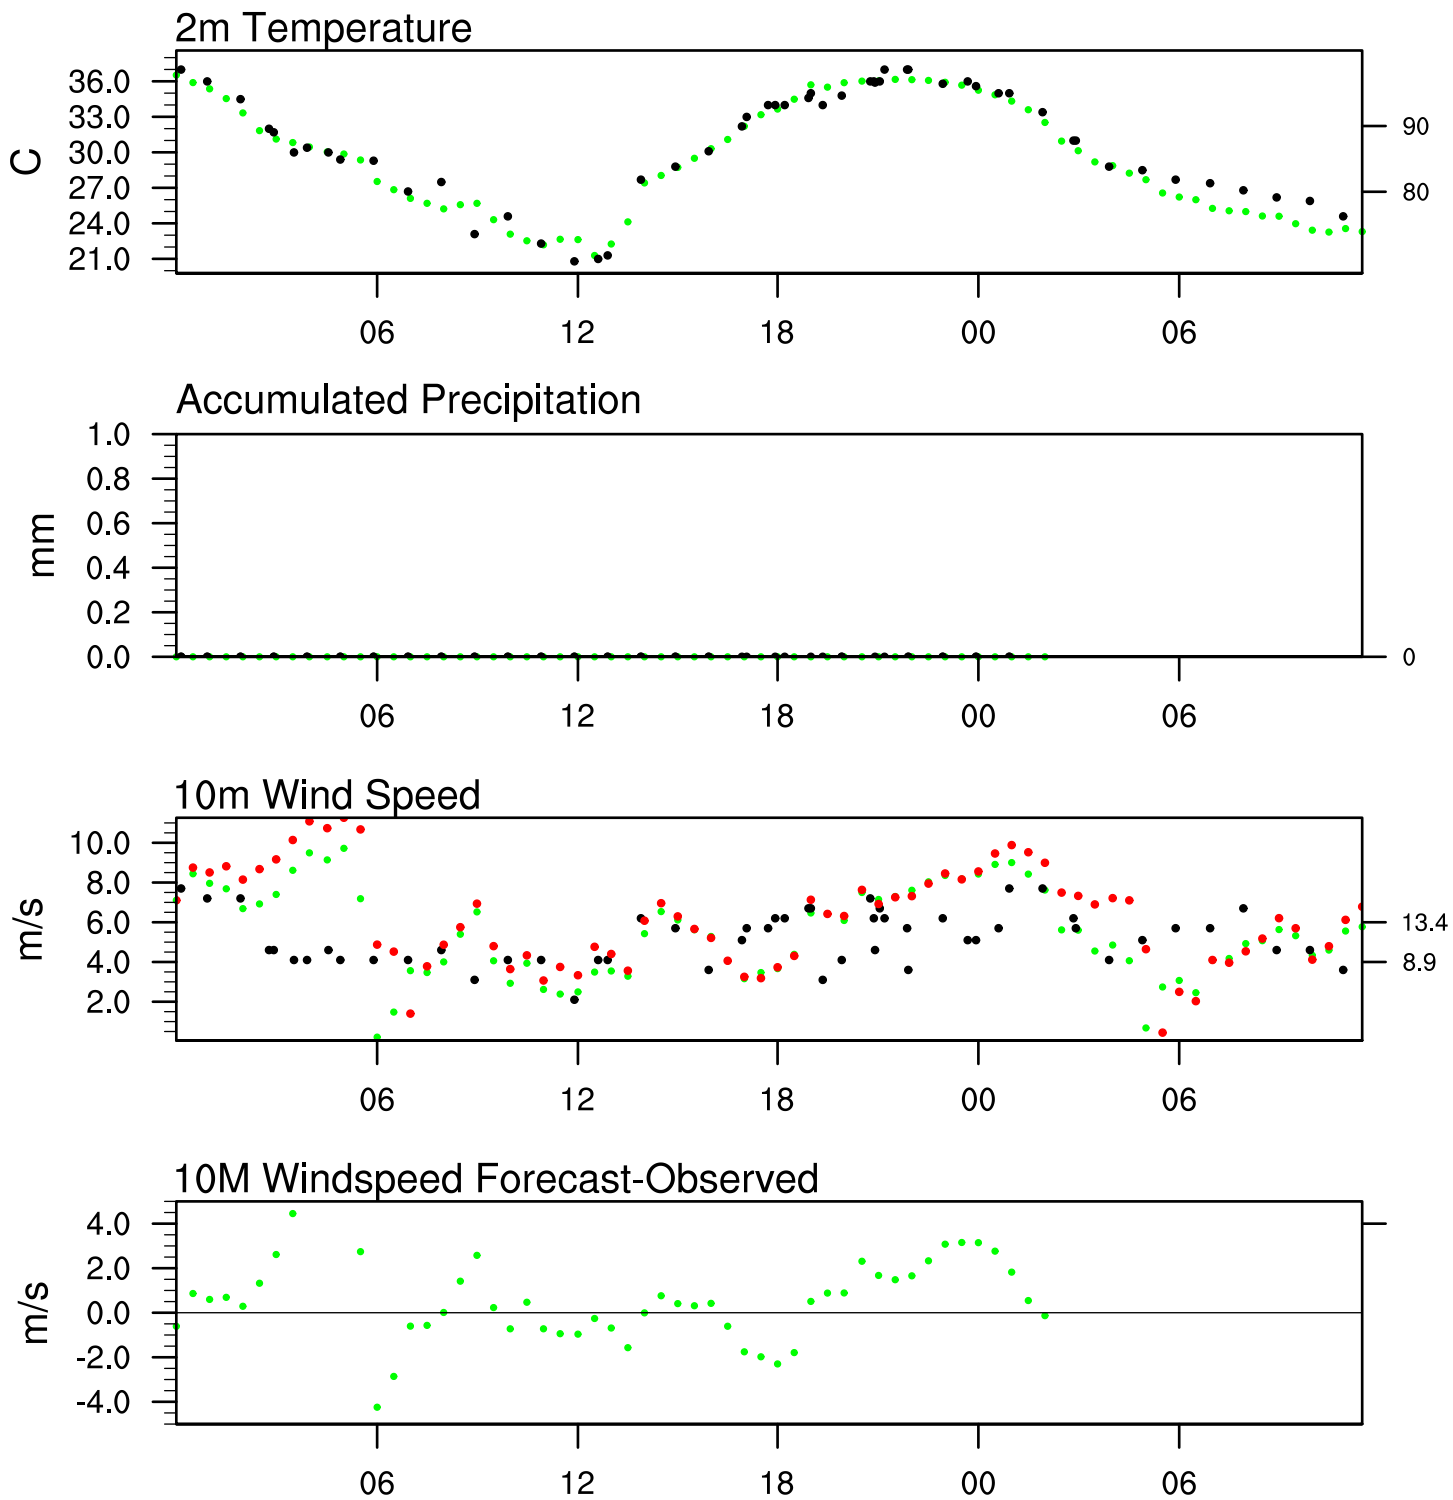 2m Temperature
36.0
33.0
30.0
27.0
24.0
21.0
C
90
80
06 12 18 00 06
Accumulated Precipitation
1.0
0.8
0.6
0.4
0.2
0.0
mm
0
06 12 18 00 06
10m Wind Speed
10.0
8.0
6.0
4.0
2.0
m/s
13.4
8.9
06 12 18 00 06
10M Windspeed Forecast-Observed
4.0
2.0
0.0
-2.0
-4.0
m/s
06 12 18 00 06